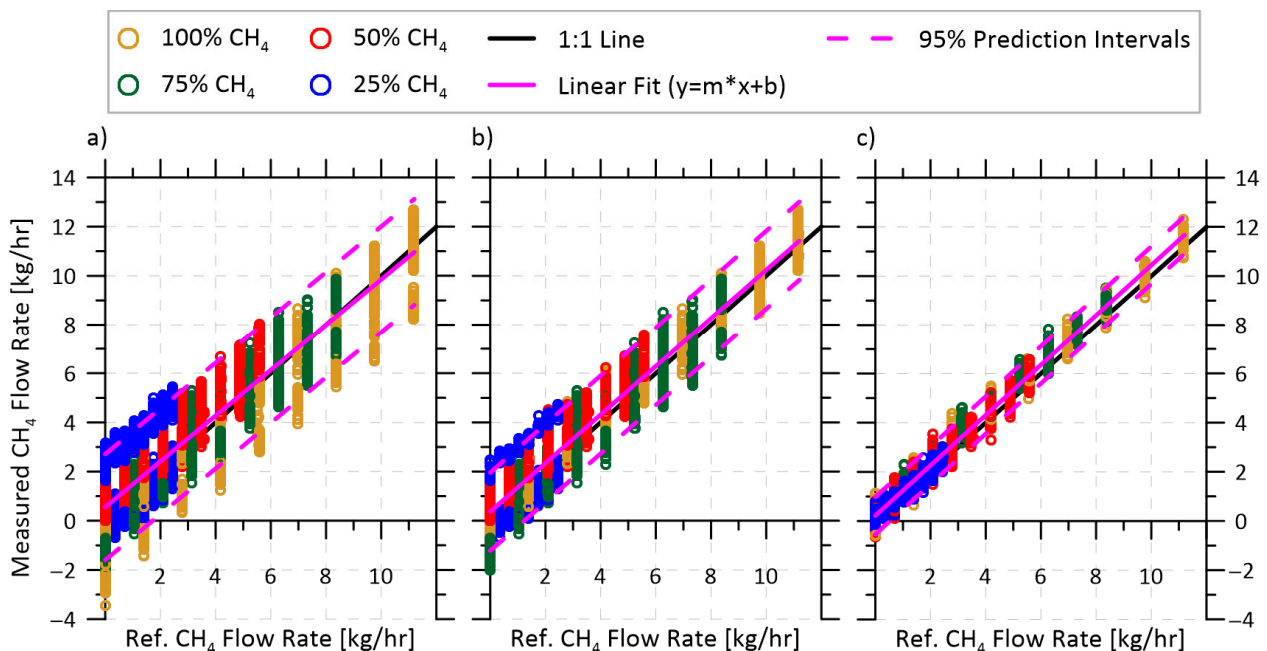 100% CH₄ 50% CH₄ 1:1 Line 95% Prediction Intervals
75% CH₄ 25% CH₄ Linear Fit (y=m*x+b)
a) b) c)
Measured CH₄ Flow Rate [kg/hr]
14 14
12 12
10 10
8 8
6 6
4 4
2 2
0 0
2 4 6 8 10 2 4 6 8 10 2 4 6 8 10
−2 −2
−4 −4
Ref. CH₄ Flow Rate [kg/hr] Ref. CH₄ Flow Rate [kg/hr] Ref. CH₄ Flow Rate [kg/hr]